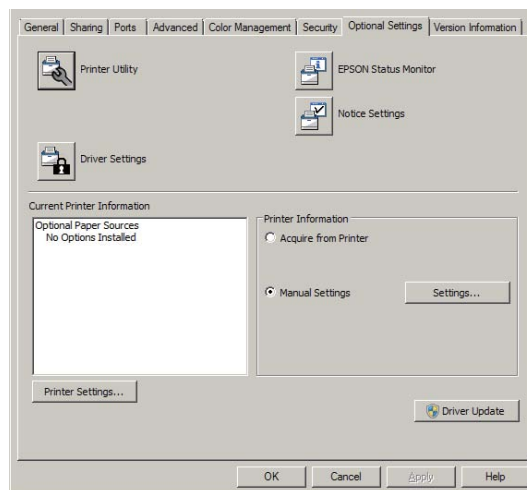 General Sharing Ports Advanced Color Management Security Optional Settings Version Information
Printer Utility
EPSON Status Monitor
Notice Settings
Driver Settings
Current Printer Information
Optional Paper Sources
No Options Installed
Printer Information
Acquire from Printer
Manual Settings
Settings...
Printer Settings...
Driver Update
OK Cancel Apply Help